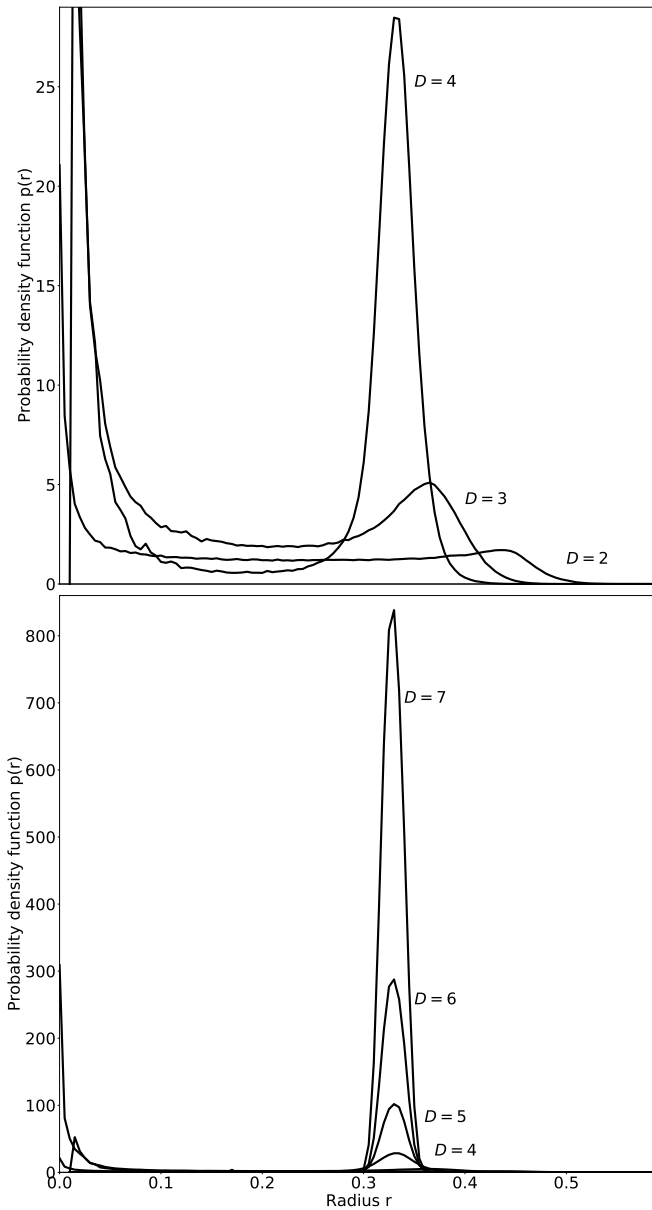 25
20
15
10
5
0
Probability density function p(r)
D = 4
D = 3
D = 2
800
700
600
500
400
300
200
100
0
Probability density function p(r)
D = 7
D = 6
D = 5
D = 4
0.0 0.1 0.2 0.3 0.4 0.5
Radius r